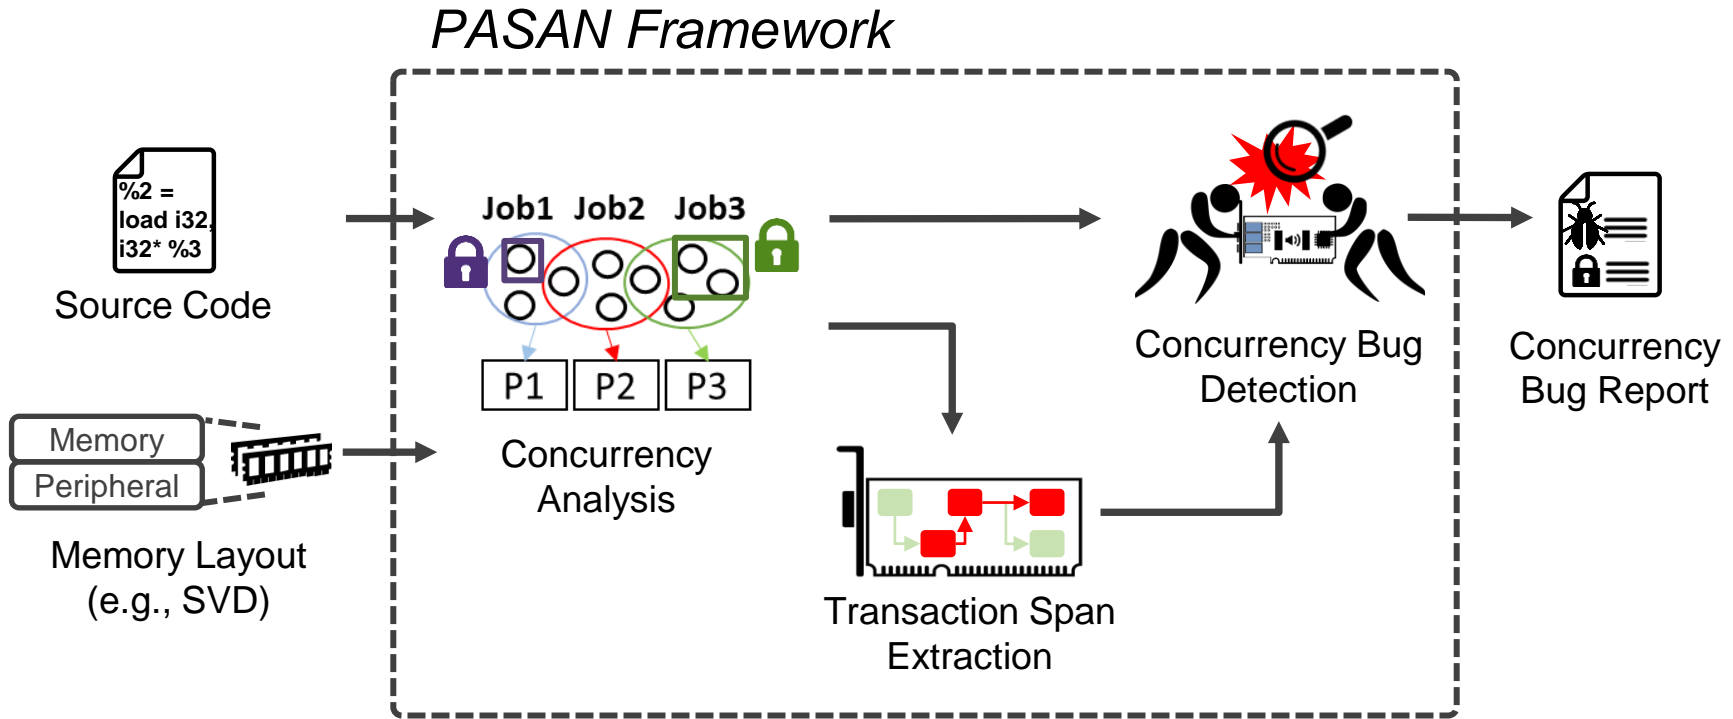 PASAN Framework
%2 =
load i32,
i32* %3
Source Code
Memory
Peripheral
Memory Layout
(e.g., SVD)
Job1 Job2 Job3
P1 P2 P3
Concurrency
Analysis
Transaction Span
Extraction
Concurrency Bug
Detection
Concurrency
Bug Report